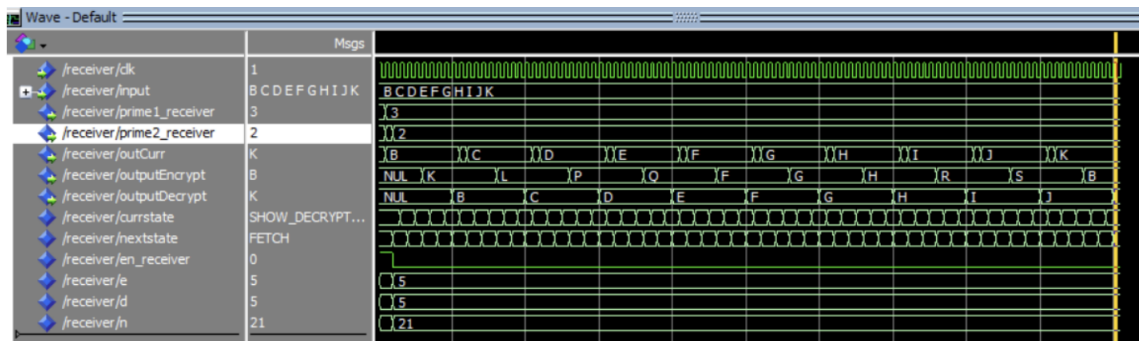 Wave - Default
Msgs
/receiver/clk 1
/receiver/input B C D E F G H I J K B C D E F G H I J K
/receiver/prime1_receiver 3 3
/receiver/prime2_receiver 2 2
/receiver/outCurr K B C D E F G H I J K
/receiver/outputEncrypt B NUL K L P Q F G H R S B
/receiver/outputDecrypt K NUL B C D E F G H I J
/receiver/currstate SHOW_DECRYPT...
/receiver/nextstate FETCH
/receiver/en_receiver 0
/receiver/e 5 5
/receiver/d 5 5
/receiver/n 21 21